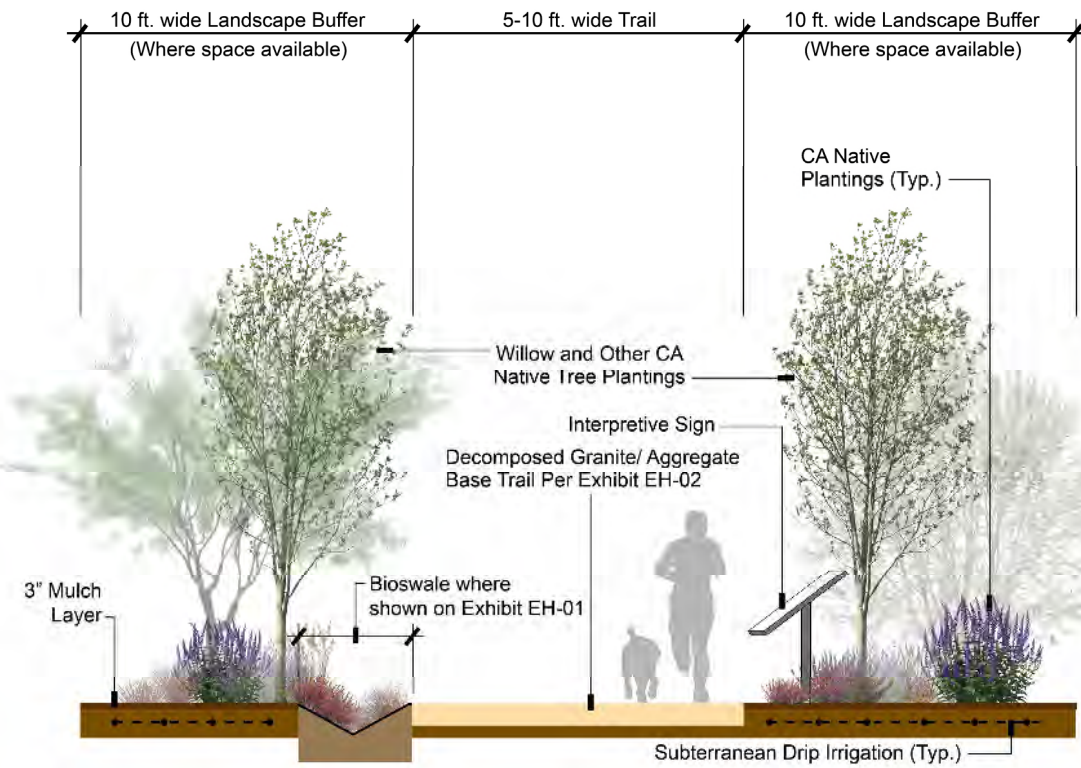 10 ft. wide Landscape Buffer
(Where space available)
5-10 ft. wide Trail
10 ft. wide Landscape Buffer
(Where space available)
CA Native
Plantings (Typ.)
Willow and Other CA
Native Tree Plantings
Interpretive Sign
Decomposed Granite/ Aggregate
Base Trail Per Exhibit EH-02
3" Mulch
Layer
Bioswale where
shown on Exhibit EH-01
Subterranean Drip Irrigation (Typ.)